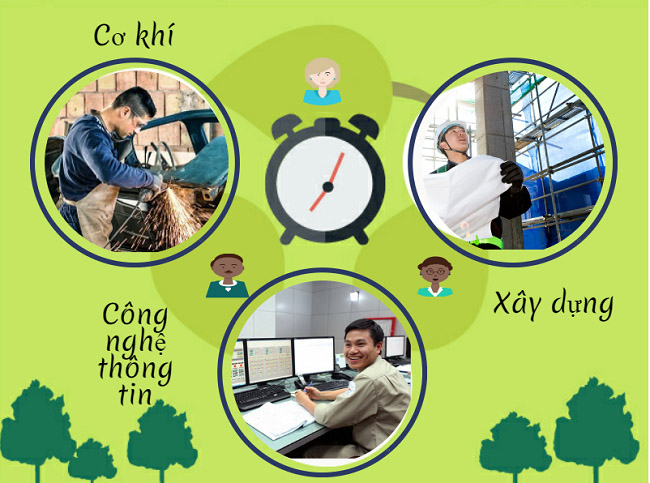 Cơ khí
Xây dựng
Công
nghệ
thông
tin